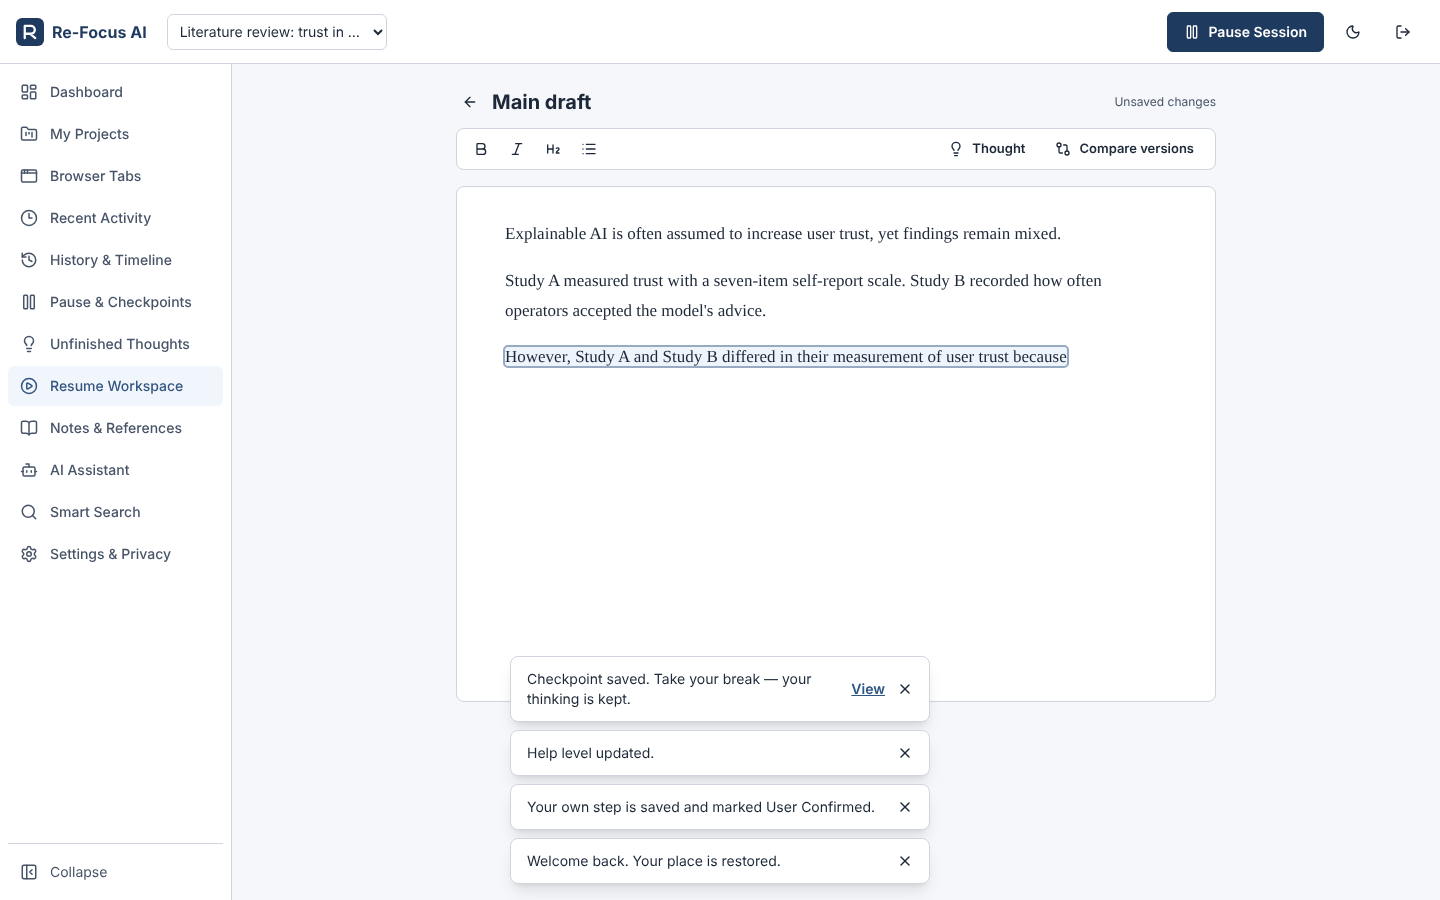 Re-Focus AI
Literature review: trust in ...
Pause Session
Dashboard
My Projects
Browser Tabs
Recent Activity
History & Timeline
Pause & Checkpoints
Unfinished Thoughts
Resume Workspace
Notes & References
AI Assistant
Smart Search
Settings & Privacy
Collapse
Main draft
Unsaved changes
H2
Thought
Compare versions
Explainable AI is often assumed to increase user trust, yet findings remain mixed.
Study A measured trust with a seven-item self-report scale. Study B recorded how often
operators accepted the model's advice.
However, Study A and Study B differed in their measurement of user trust because
Checkpoint saved. Take your break — your
thinking is kept.
View
Help level updated.
Your own step is saved and marked User Confirmed.
Welcome back. Your place is restored.